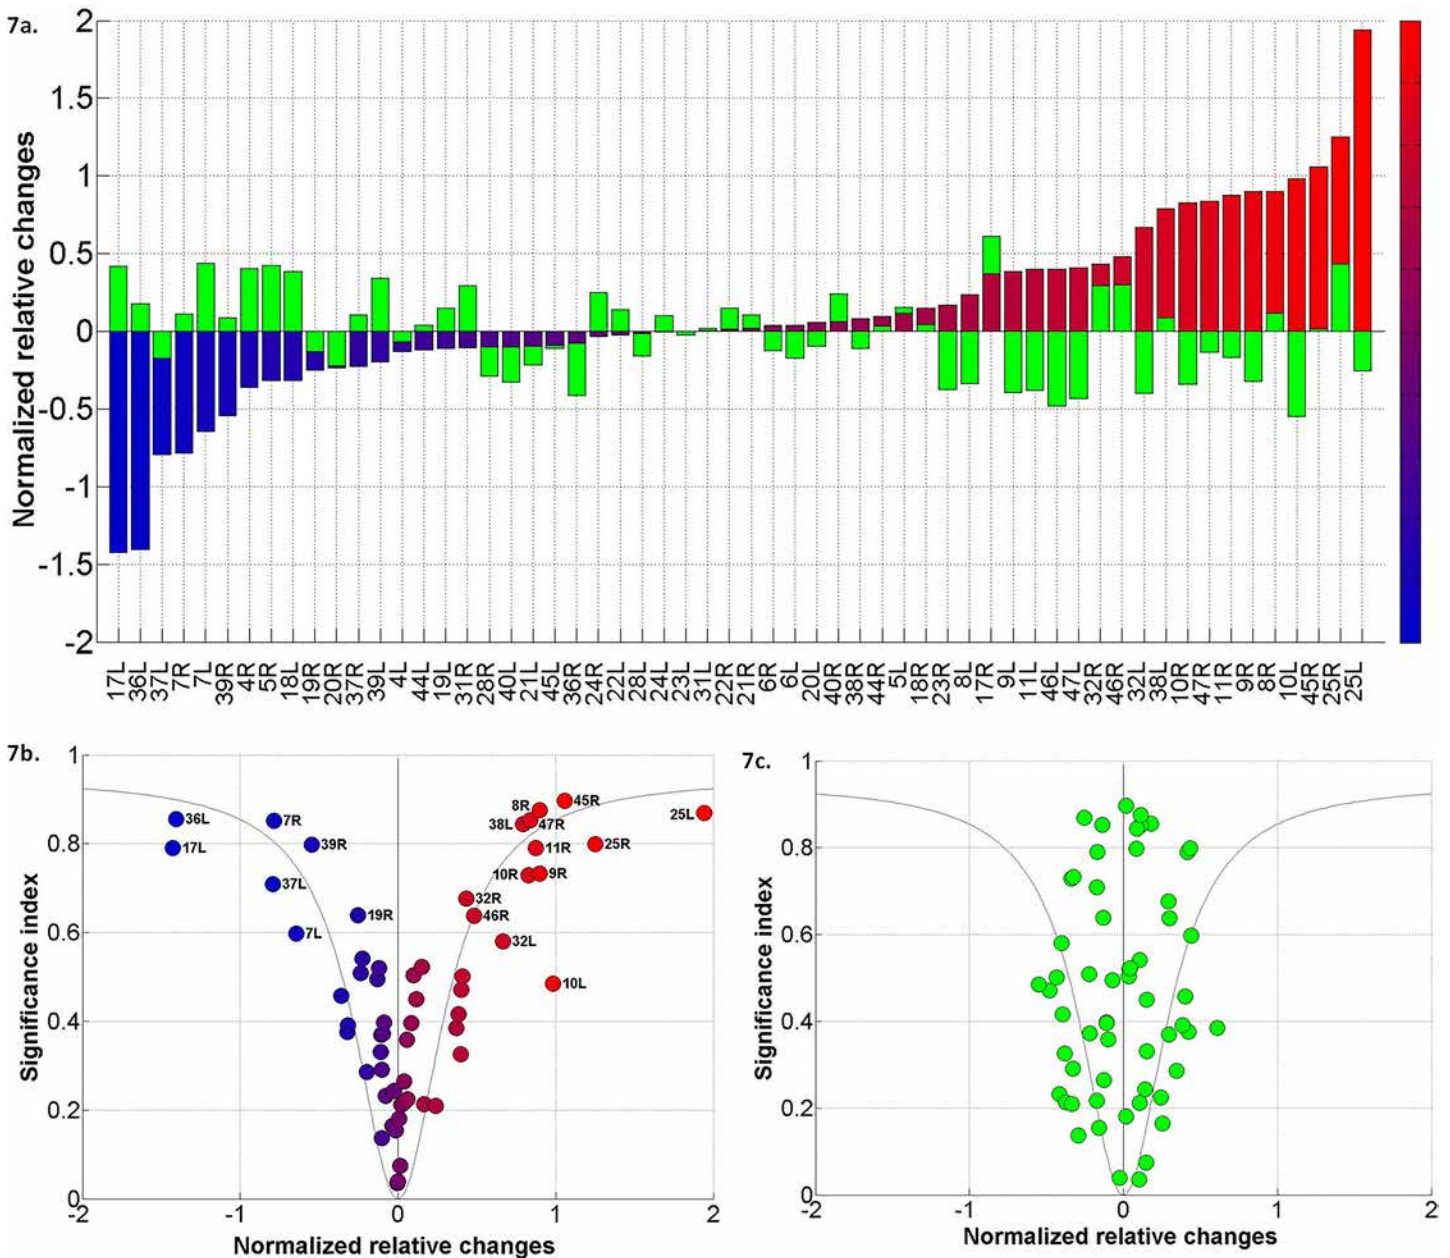 7a.
Normalized relative changes
2
1.5
1
0.5
0
-0.5
-1
-1.5
-2
17L 36L 37L 7R 7L 39R 4R 5R 18L 19R 20R 37R 39L 4L 44L 19L 31R 28R 40L 21L 45L 36R 24R 22L 28L 24L 23L 31L 22R 21R 6R 6L 20L 40R 38R 44R 5L 18R 23R 8L 17R 9L 11L 46L 47L 32R 46R 32L 38L 10R 47R 11R 9R 8R 10L 45R 25R 25L
7b.
Significance index
1
0.8
0.6
0.4
0.2
0
36L
7R
17L
39R
37L
19R
7L
8R
45R
25L
38L
47R
11R
25R
10R
9R
32R
46R
32L
10L
-2 -1 0 1 2
Normalized relative changes
7c.
Significance index
1
0.8
0.6
0.4
0.2
0
-2 -1 0 1 2
Normalized relative changes